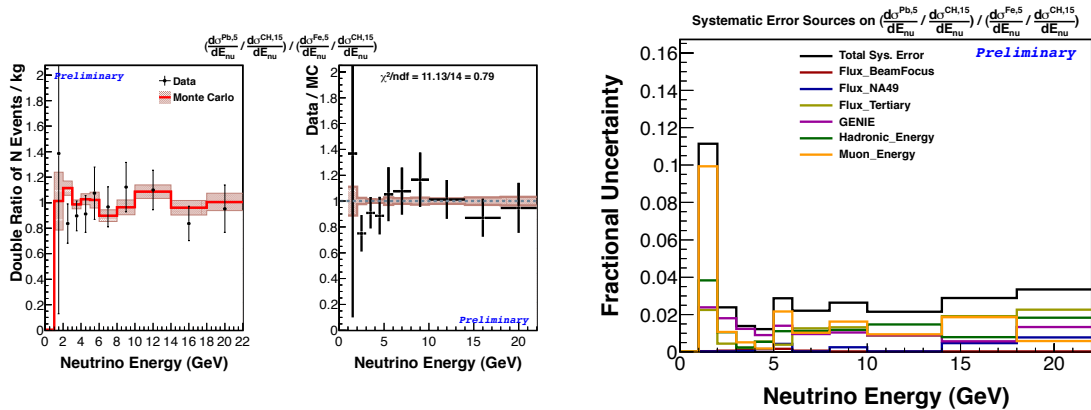 (dσ^Pb,5/dE_nu / dσ^CH,15/dE_nu) / (dσ^Fe,5/dE_nu / dσ^CH,15/dE_nu)
Double Ratio of N Events / kg
2
1.8
1.6
1.4
1.2
1
0.8
0.6
0.4
0.2
0
Preliminary
Data
Monte Carlo
0 2 4 6 8 10 12 14 16 18 20 22
Neutrino Energy (GeV)
Data / MC
2
1.8
1.6
1.4
1.2
1
0.8
0.6
0.4
0.2
0
χ²/ndf = 11.13/14 = 0.79
Preliminary
0 5 10 15 20
Neutrino Energy (GeV)
Systematic Error Sources on (dσ^Pb,5/dE_nu / dσ^CH,15/dE_nu) / (dσ^Fe,5/dE_nu / dσ^CH,15/dE_nu)
Fractional Uncertainty
0.16
0.14
0.12
0.1
0.08
0.06
0.04
0.02
0
Preliminary
Total Sys. Error
Flux_BeamFocus
Flux_NA49
Flux_Tertiary
GENIE
Hadronic_Energy
Muon_Energy
0 5 10 15 20
Neutrino Energy (GeV)